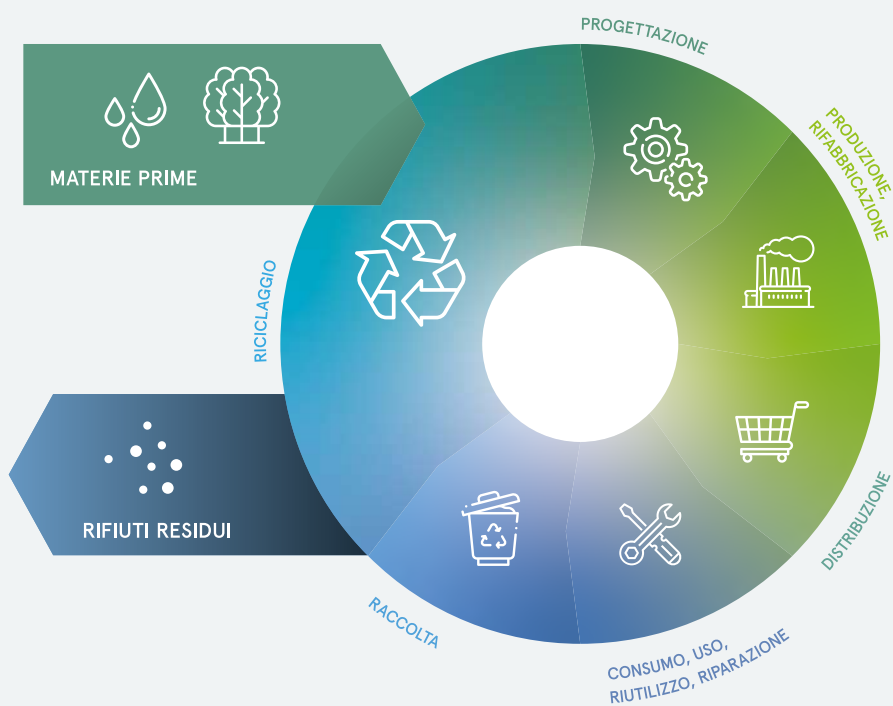 PROGETTAZIONE
PRODUZIONE,
RIFABBRICAZIONE
MATERIE PRIME
RICICLAGGIO
DISTRIBUZIONE
RIFIUTI RESIDUI
RACCOLTA
CONSUMO, USO,
RIUTILIZZO, RIPARAZIONE